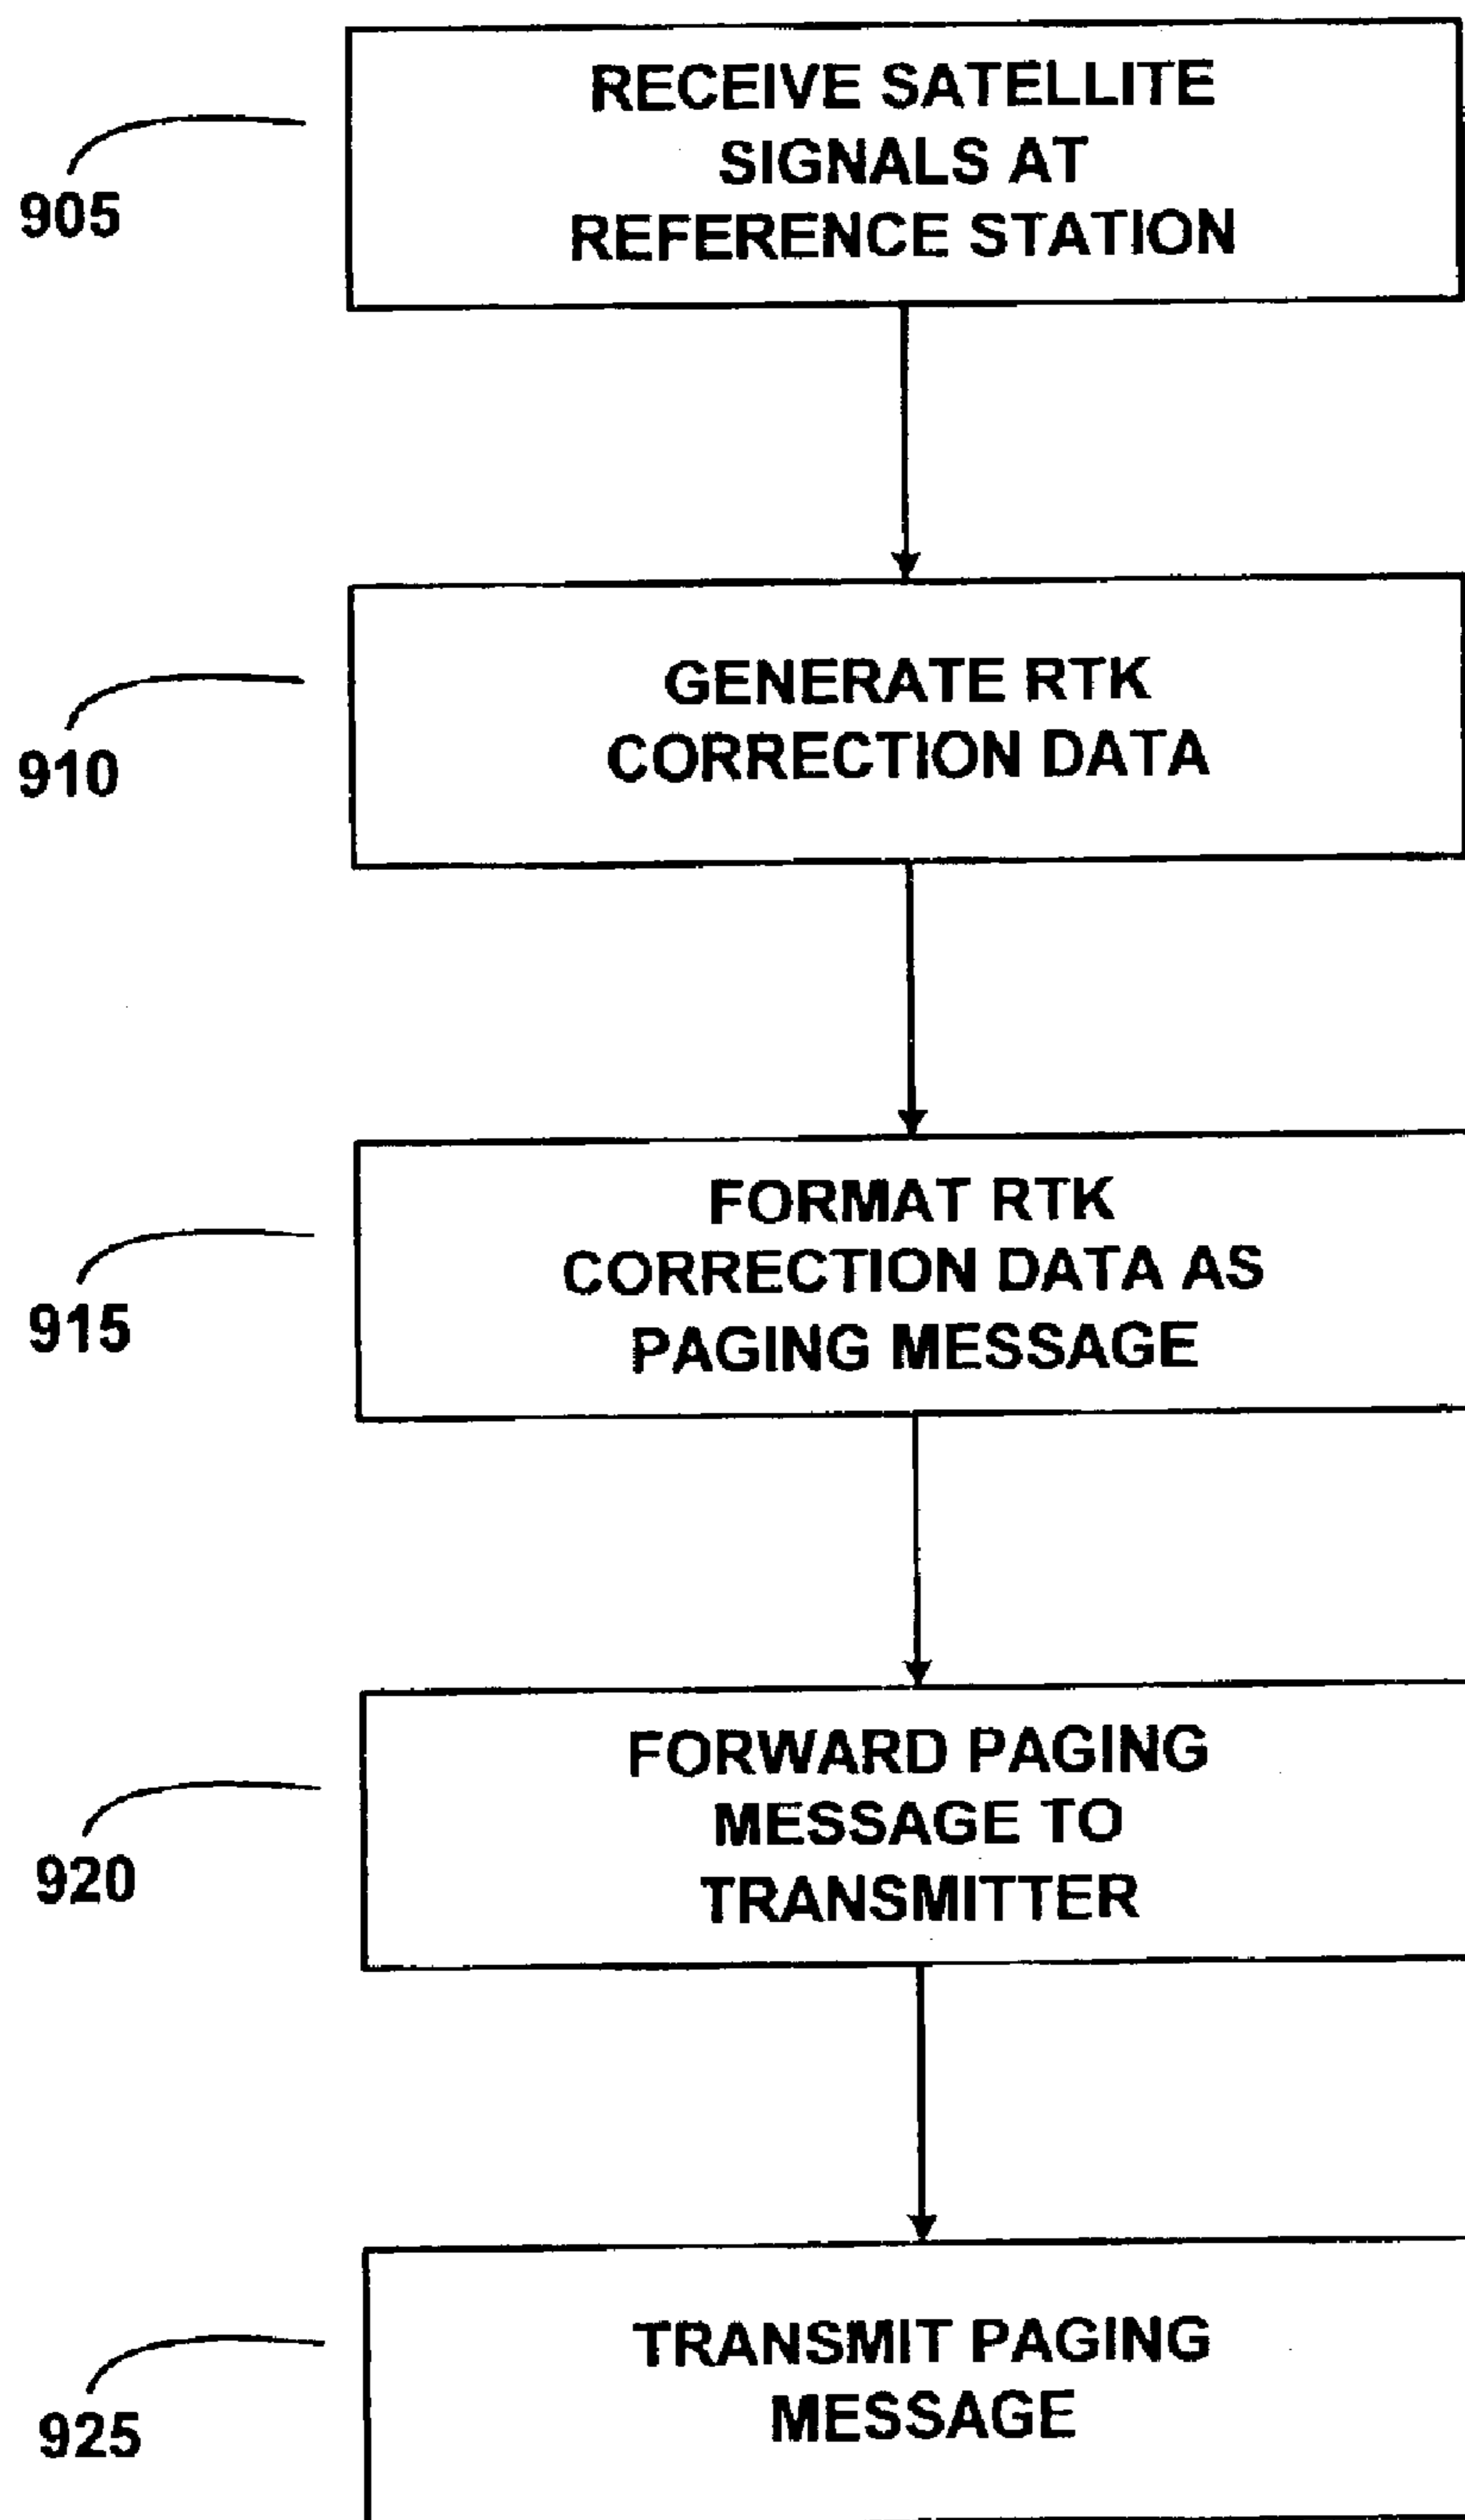 RECEIVE SATELLITE
SIGNALS AT
REFERENCE STATION
905
GENERATE RTK
CORRECTION DATA
910
FORMAT RTK
CORRECTION DATA AS
PAGING MESSAGE
915
FORWARD PAGING
MESSAGE TO
TRANSMITTER
920
TRANSMIT PAGING
MESSAGE
925